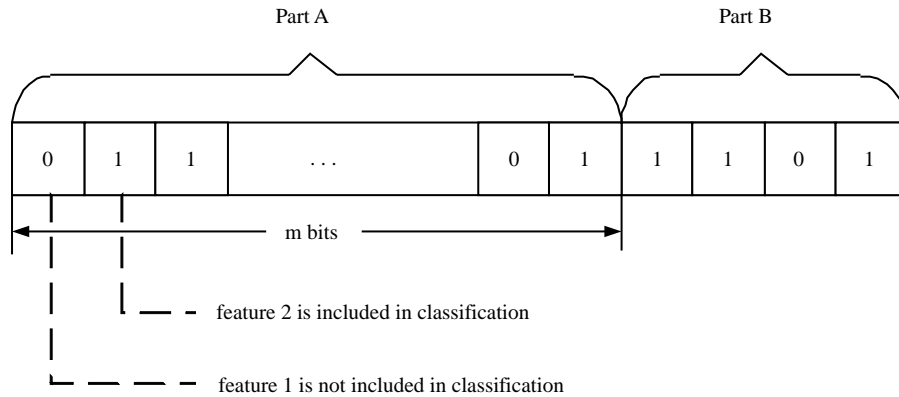 Part A Part B
0 1 1 . . . 0 1 1 1 0 1
m bits
feature 2 is included in classification
feature 1 is not included in classification